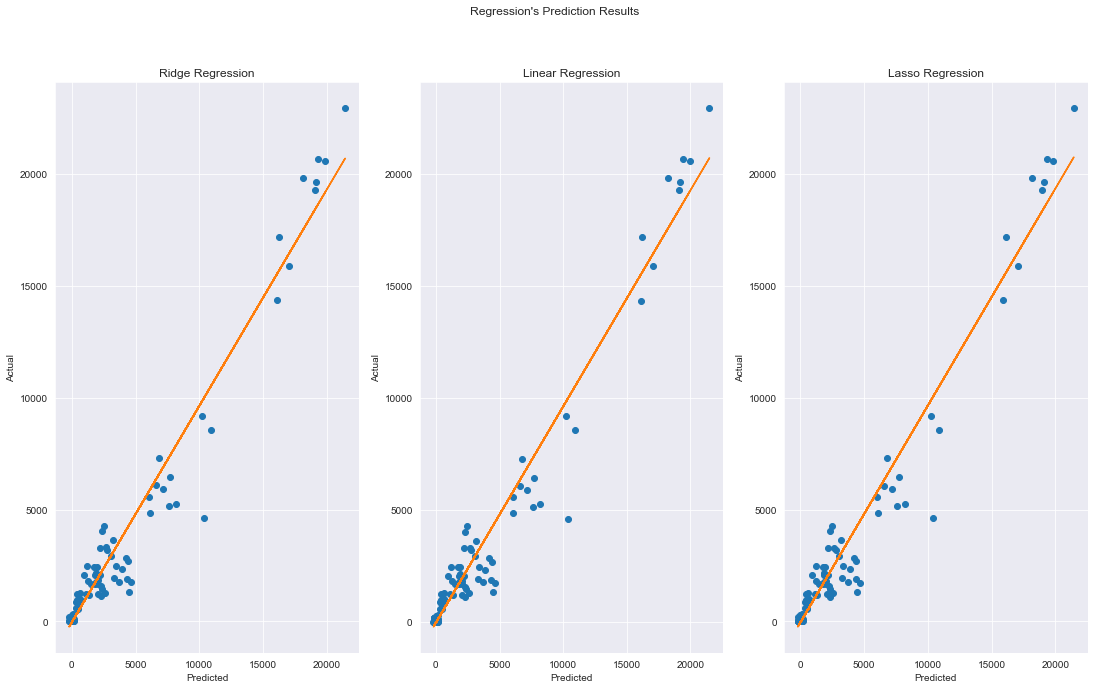 Regression's Prediction Results
Ridge Regression
20000
15000
10000
5000
0
Actual
0 5000 10000 15000 20000
Predicted
Linear Regression
20000
15000
10000
5000
0
Actual
0 5000 10000 15000 20000
Predicted
Lasso Regression
20000
15000
10000
5000
0
Actual
0 5000 10000 15000 20000
Predicted